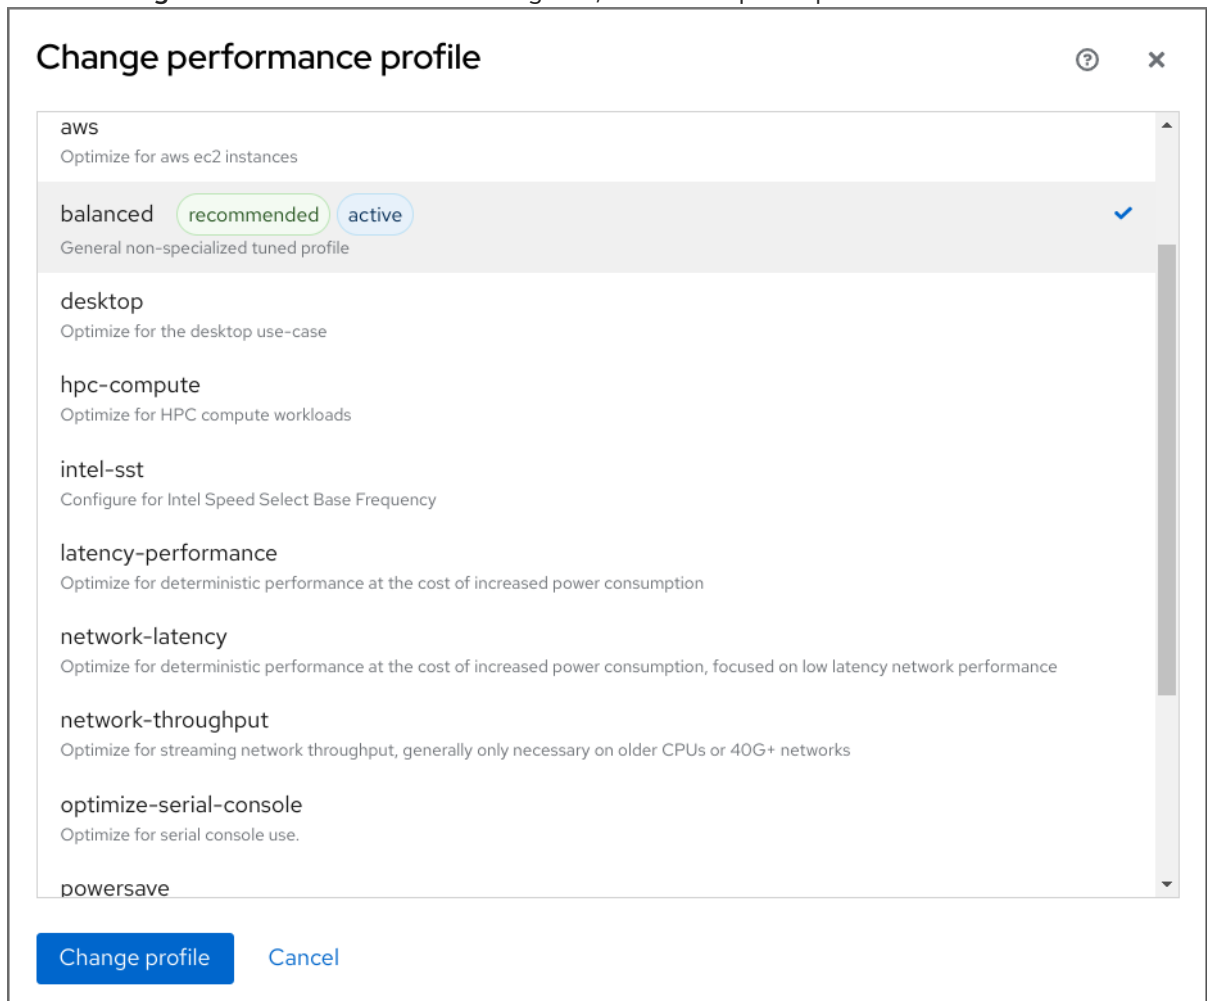 Change performance profile
aws
Optimize for aws ec2 instances
balanced recommended active
General non-specialized tuned profile
desktop
Optimize for the desktop use-case
hpc-compute
Optimize for HPC compute workloads
intel-sst
Configure for Intel Speed Select Base Frequency
latency-performance
Optimize for deterministic performance at the cost of increased power consumption
network-latency
Optimize for deterministic performance at the cost of increased power consumption, focused on low latency network performance
network-throughput
Optimize for streaming network throughput, generally only necessary on older CPUs or 40G+ networks
optimize-serial-console
Optimize for serial console use.
powersave
Change profile Cancel